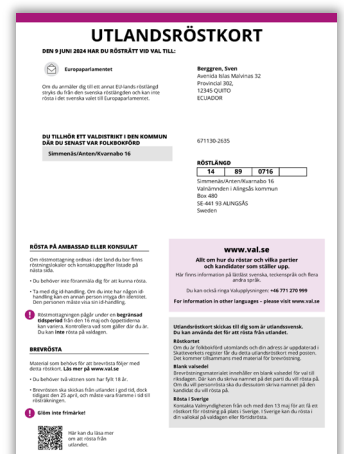 UTLANDSRÖSTKORT
DEN 9 JUNI 2024 HAR DU RÖSTRÄTT VID VAL TILL:
Europaparlamentet
Om du anmäler dig till ett annat EU-lands röstlängd
stryks du från den svenska röstlängden och kan inte
rösta i det svenska valet till Europaparlamentet.
Berggren, Sven
Avenida Islas Malvinas 32
Provincial 302,
12345 QUITO
ECUADOR
DU TILLHÖR ETT VALDISTRIKT I DEN KOMMUN
DÄR DU SENAST VAR FOLKBOKFÖRD
Simmenäs/Anten/Kvarnabo 16
671130-2635
RÖSTLÄNGD
14 89 0716
Simmenäs/Anten/Kvarnabo 16
Valnämnden i Alingsås kommun
Box 480
SE-441 93 ALINGSÅS
Sweden
RÖSTA PÅ AMBASSAD ELLER KONSULAT
Om röstmottagning ordnas i det land du bor finns
röstningslokaler och kontaktuppgifter listade på
nästa sida.
• Du behöver inte försenamäla dig för att kunna rösta.
• Ta med dig id-handling. Om du inte har någon id-
handling kan en annan person intyga din identitet.
Den personen måste visa sin id-handling.
Röstmottagningen pågår under en begränsad
tidsperiod från den 16 maj och öppettiderna
kan variera. Kontrollera vad som gäller där du är.
Du kan inte rösta på valdagen.
BREVRÖSTA
Material som behövs för att brevrösta följer med
detta röstkort. Läs mer på www.val.se
• Du behöver två vittnen som har fyllt 18 år.
• Brevrösten ska skickas från utlandet i god tid, dock
tidigast den 25 april, och måste vara framme i tid till
rösträkningen.
Glöm inte frimärke!
Här kan du läsa mer
om att rösta från
utlandet.
www.val.se
Allt om hur du röstar och vilka partier
och kandidater som ställer upp.
Här finns information på lättläst svenska, teckenspråk och flera
andra språk.
Du kan också ringa Valupplysningen: +46 771 270 999
For information in other languages – please visit www.val.se
Utlandsröstkort skickas till dig som är utlandssvensk.
Du kan använda det för att rösta från utlandet.
Röstkortet
Om du är folkbokförd utomlands och din adress är uppdaterad i
Skatteverkets register får du detta utlandsröstkort med posten.
Det kommer tillsammans med material för brevröstning.
Blank valsedel
Brevröstningsmaterialet innehåller en blank valsedel för val till
riksdagen. Där kan du skriva namnet på det parti du vill rösta på.
Om du vill personrösta ska du dessutom skriva namnet på den
kandidat du vill rösta på.
Rösta i Sverige
Kontakta Valmyndigheten från och med den 13 maj för att få ett
röstkort för röstning på plats i Sverige. I Sverige kan du rösta i
din vallokal på valdagen eller förtidsrösta.